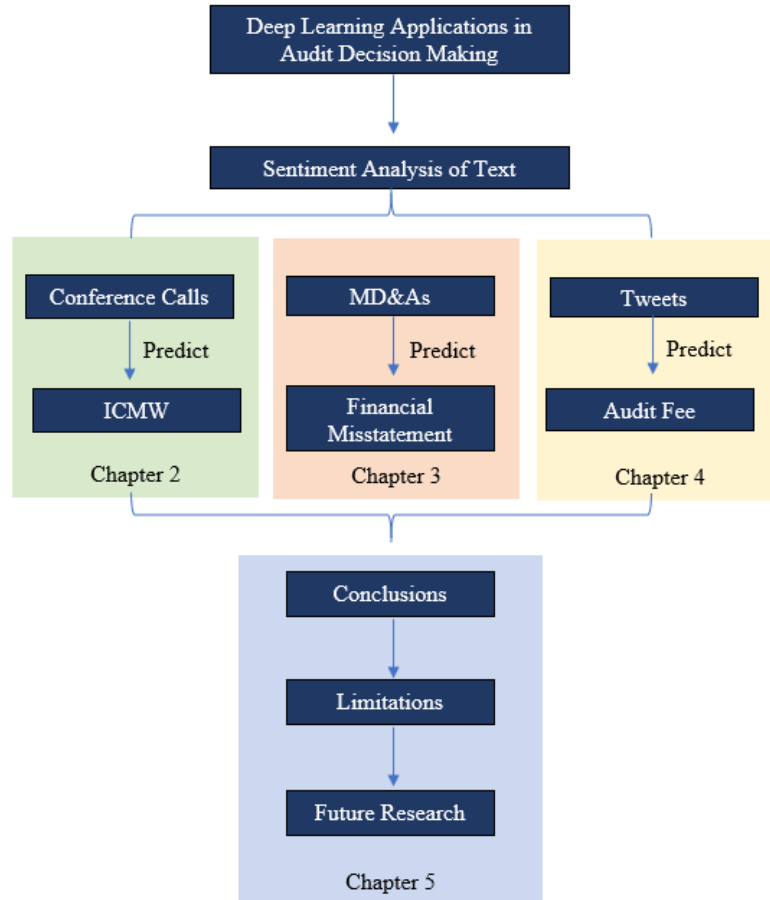 Deep Learning Applications in
Audit Decision Making
Sentiment Analysis of Text
Conference Calls
Predict
ICMW
Chapter 2
MD&As
Predict
Financial
Misstatement
Chapter 3
Tweets
Predict
Audit Fee
Chapter 4
Conclusions
Limitations
Future Research
Chapter 5